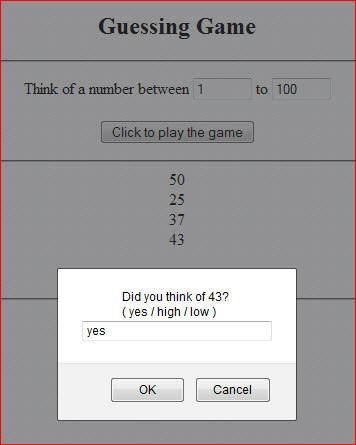 Guessing Game
Think of a number between 1 to 100
Click to play the game
50
25
37
43
Did you think of 43?
( yes / high / low )
yes
OK Cancel